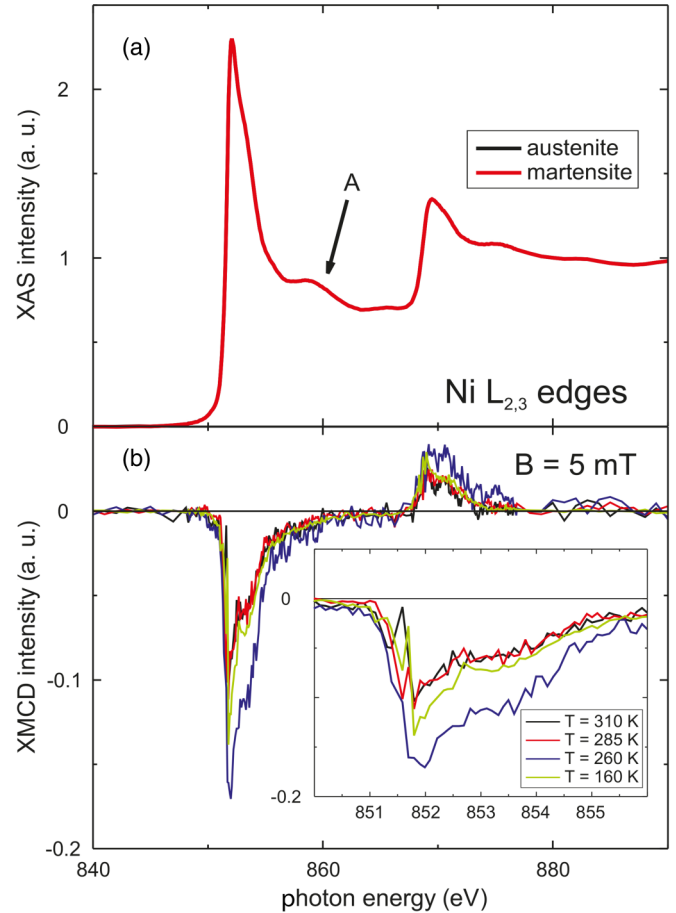 (a)
XAS intensity (a. u.)
2
1
0
A
austenite
martensite
Ni L2,3 edges
(b)
B = 5 mT
XMCD intensity (a. u.)
0
-0.1
-0.2
0
-0.2
851 852 853 854 855
T = 310 K
T = 285 K
T = 260 K
T = 160 K
840 860 880
photon energy (eV)